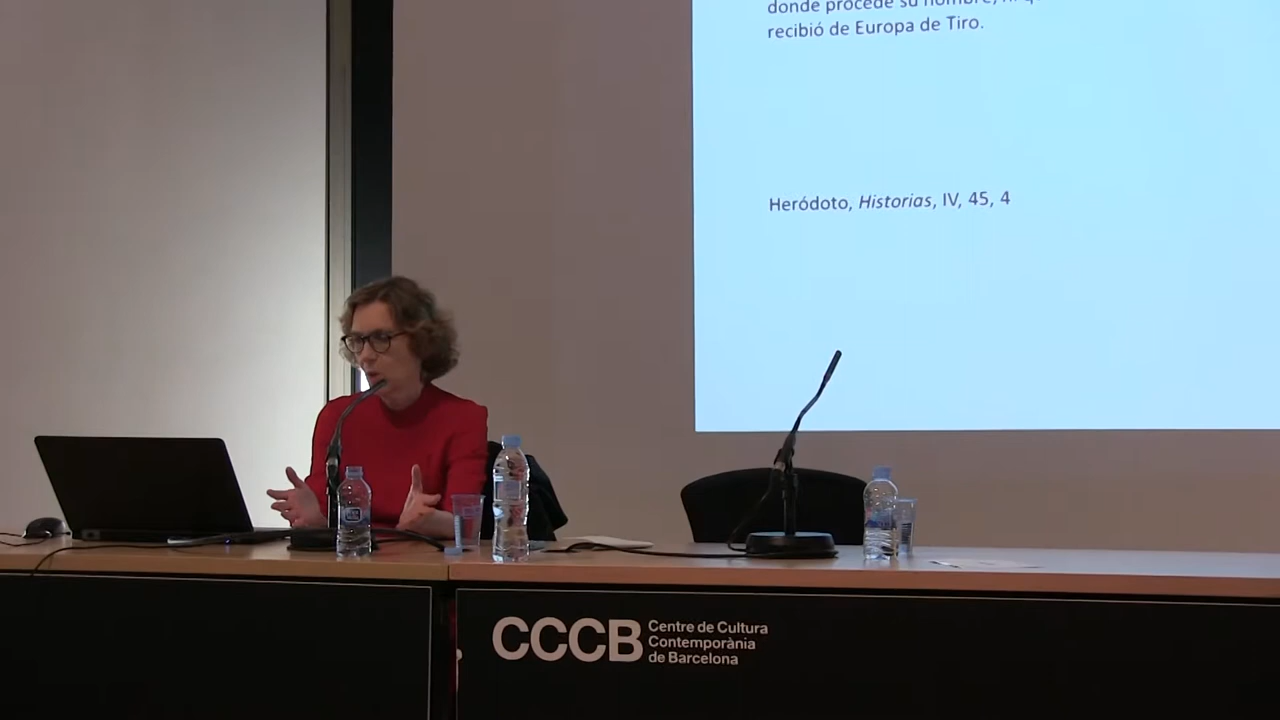 donde procede su nombre, ni
recibió de Europa de Tiro.
Heródoto, Historias, IV, 45, 4
CCCB
Centre de Cultura
Contemporània
de Barcelona